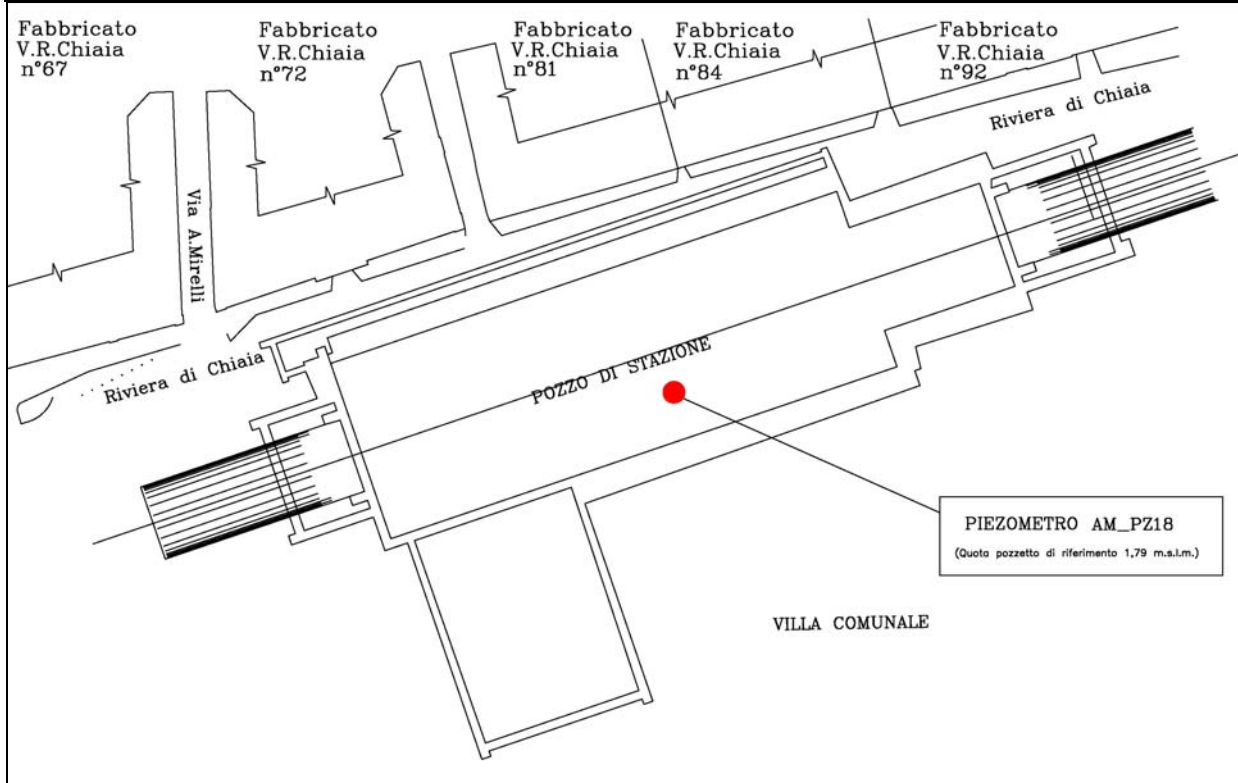 Fabbricato
V.R.Chiaia
n°67
Fabbricato
V.R.Chiaia
n°72
Fabbricato
V.R.Chiaia
n°81
Fabbricato
V.R.Chiaia
n°84
Fabbricato
V.R.Chiaia
n°92
Riviera di Chiaia
Via A.Mirelli
Riviera di Chiaia
POZZO DI STAZIONE
PIEZOMETRO AM_PZ18
(Quota pozzetto di riferimento 1,79 m.s.l.m.)
VILLA COMUNALE